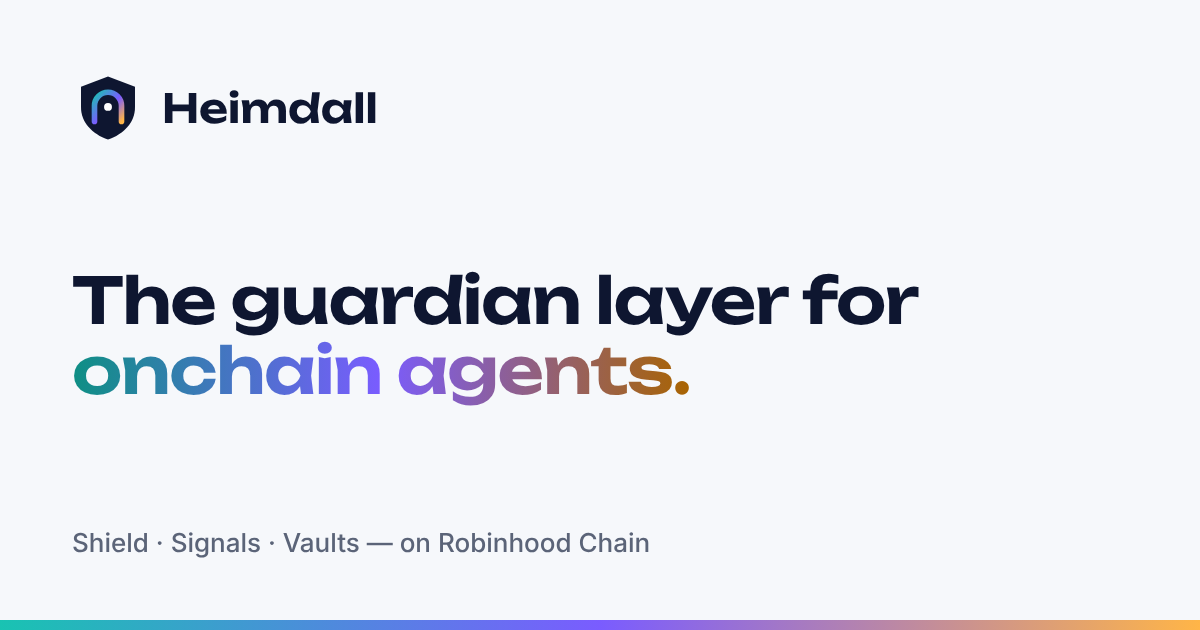 Heimdall
The guardian layer for
onchain agents.
Shield · Signals · Vaults — on Robinhood Chain